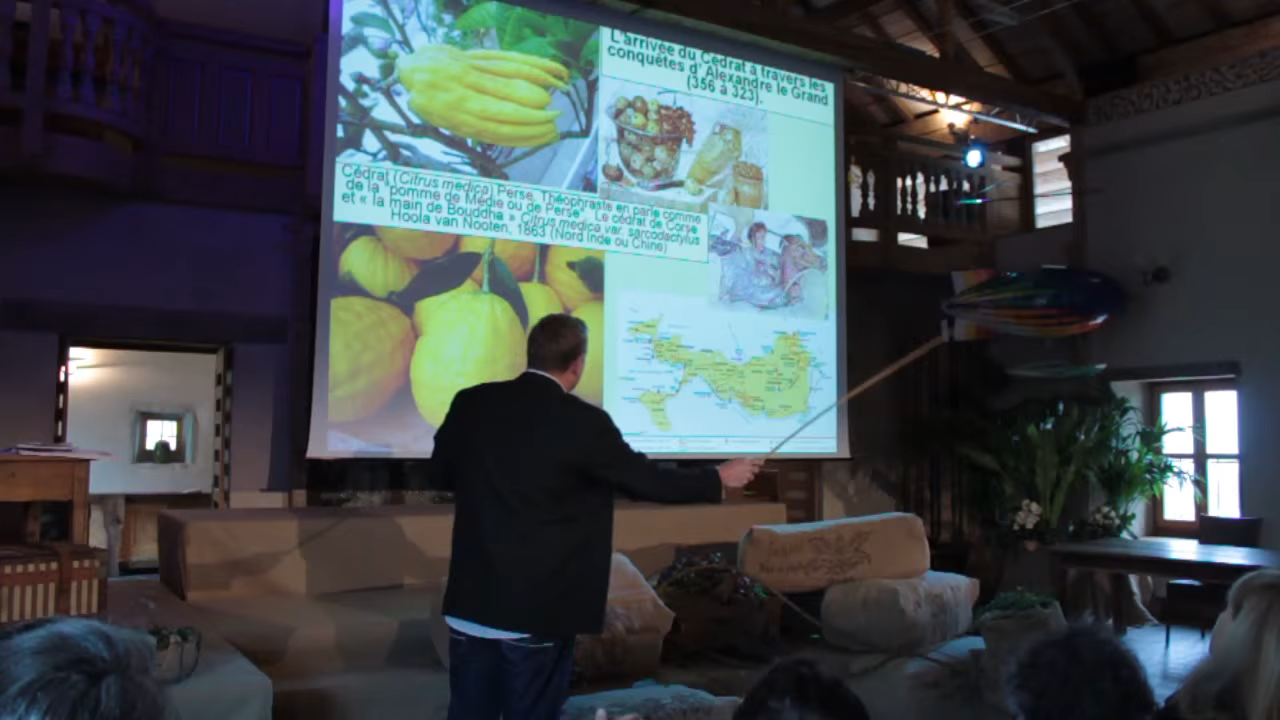 L'arrivée du Cédrat à travers les
conquêtes d'Alexandre le Grand
(356 à 323).
Cédrat (Citrus medica) Perse, Théophraste en parle comme
de la "pomme de Médie ou de Perse". Le cédrat de Corse
et « la main de Bouddha » Citrus medica var. sarcodactylus
Hoola van Nooten, 1863 (Nord Inde ou Chine)